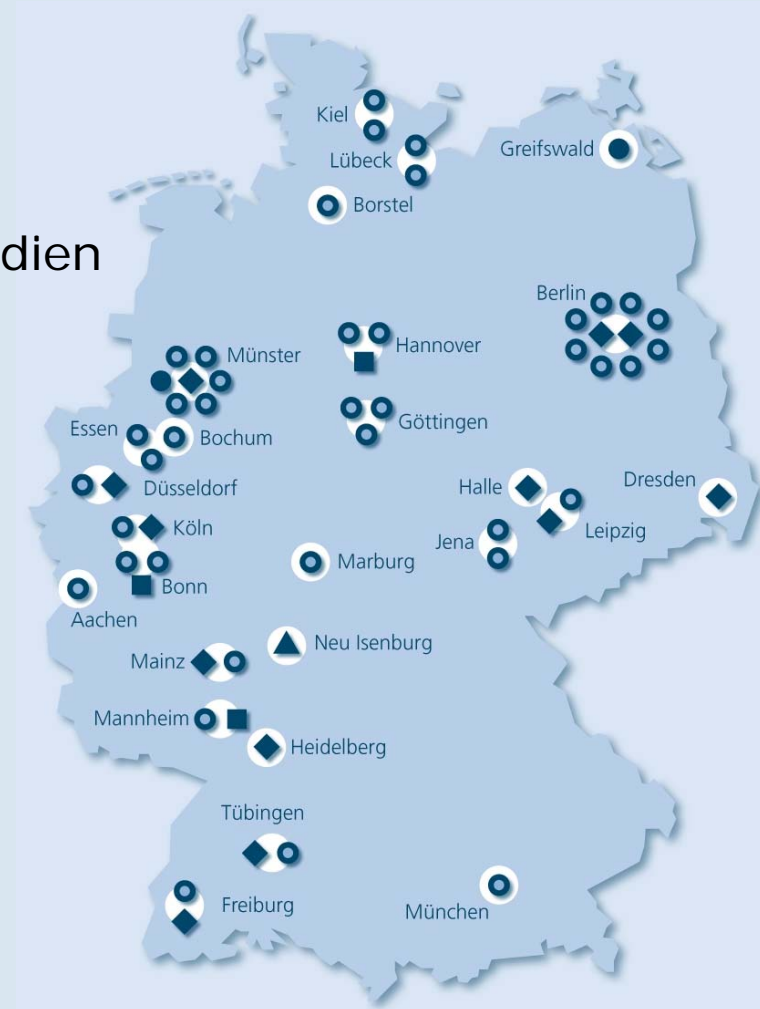 Kiel
Lübeck
Greifswald
Borstel
dien
Berlin
Hannover
Münster
Göttingen
Essen
Bochum
Düsseldorf
Halle
Dresden
Köln
Leipzig
Jena
Marburg
Bonn
Aachen
Neu Isenburg
Mainz
Mannheim
Heidelberg
Tübingen
Freiburg
München